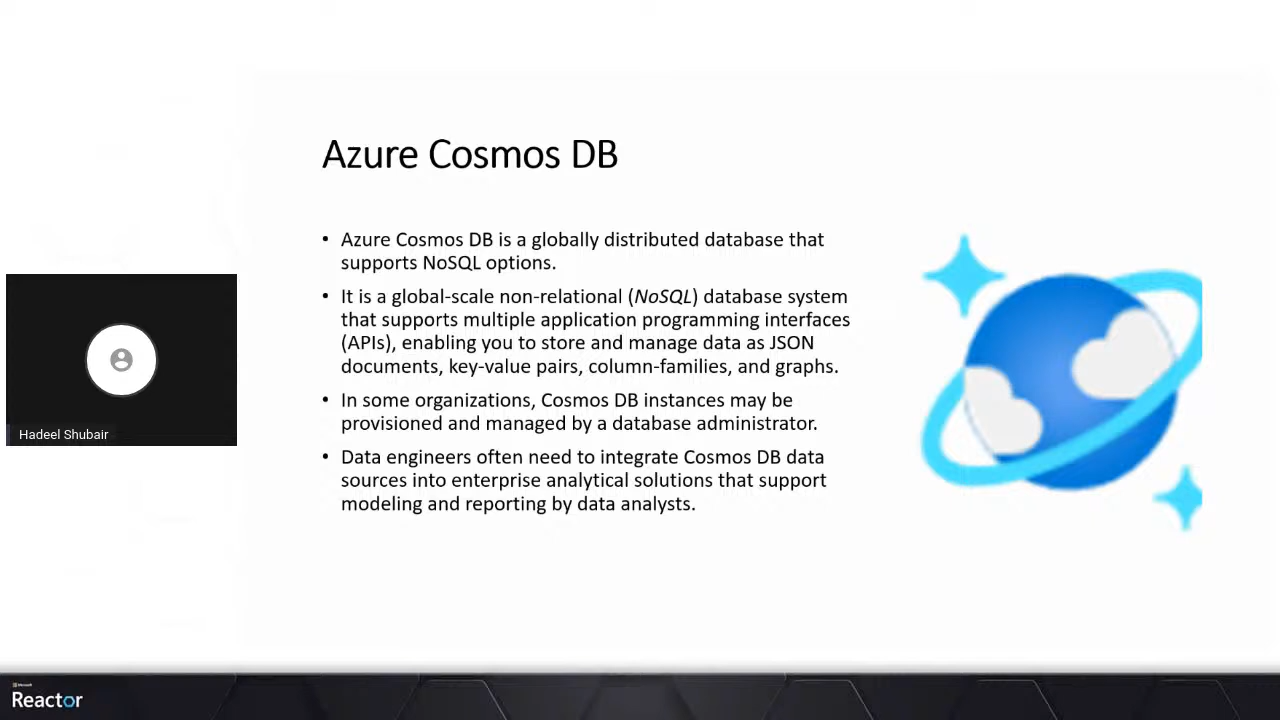 Azure Cosmos DB
• Azure Cosmos DB is a globally distributed database that
supports NoSQL options.
• It is a global-scale non-relational (NoSQL) database system
that supports multiple application programming interfaces
(APIs), enabling you to store and manage data as JSON
documents, key-value pairs, column-families, and graphs.
• In some organizations, Cosmos DB instances may be
provisioned and managed by a database administrator.
• Data engineers often need to integrate Cosmos DB data
sources into enterprise analytical solutions that support
modeling and reporting by data analysts.
Hadeel Shubair
Microsoft
Reactor